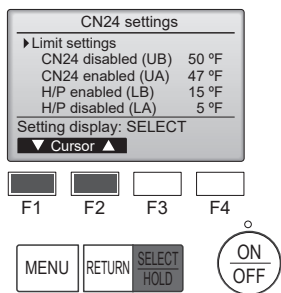 CN24 settings
▶Limit settings
CN24 disabled (UB) 50 ºF
CN24 enabled (UA) 47 ºF
H/P enabled (LB) 15 ºF
H/P disabled (LA) 5 ºF
Setting display: SELECT
▼ Cursor ▲
F1 F2 F3 F4
MENU RETURN SELECT HOLD ON OFF